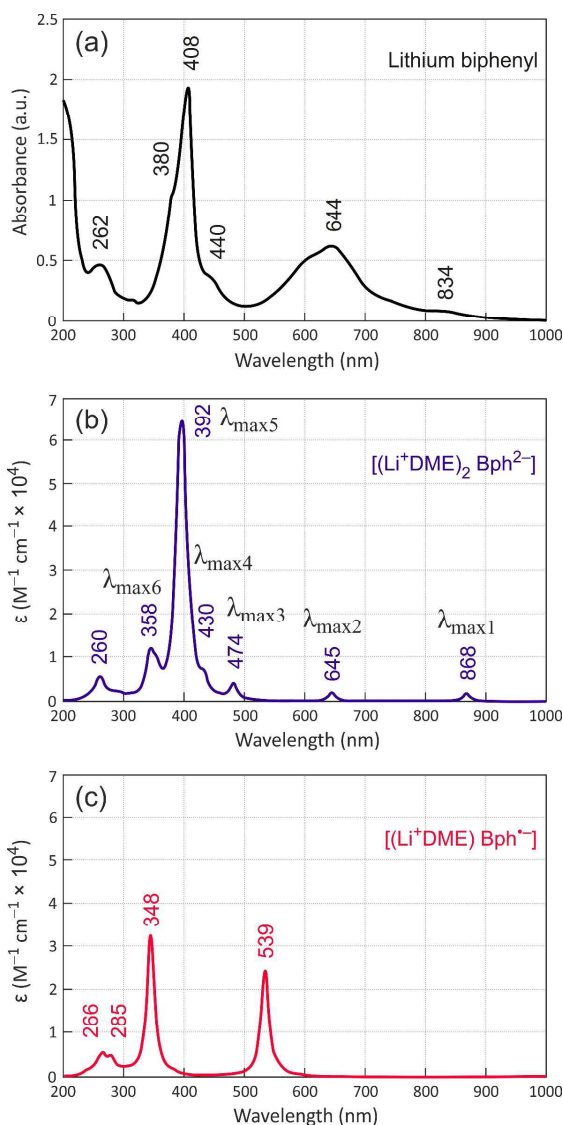 (a)
Lithium biphenyl
Absorbance (a.u.)
2.5
2
1.5
1
0.5
0
262
380
408
440
644
834
200 300 400 500 600 700 800 900 1000
Wavelength (nm)
(b)
[(Li⁺DME)₂ Bph²⁻]
ε (M⁻¹ cm⁻¹ × 10⁴)
7
6
5
4
3
2
1
0
260
λmax6
358
392
λmax5
λmax4
430
λmax3
474
λmax2
645
λmax1
868
200 300 400 500 600 700 800 900 1000
Wavelength (nm)
(c)
[(Li⁺DME) Bph•⁻]
ε (M⁻¹ cm⁻¹ × 10⁴)
7
6
5
4
3
2
1
0
266
285
348
539
200 300 400 500 600 700 800 900 1000
Wavelength (nm)